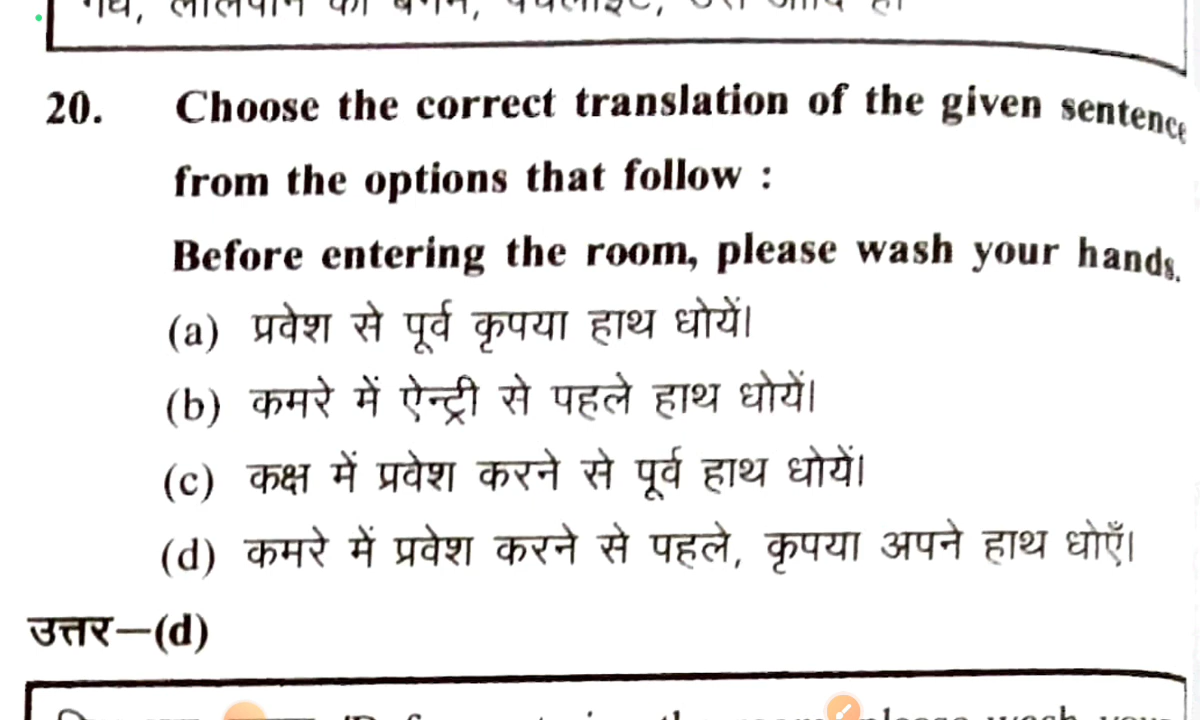 20. Choose the correct translation of the given sentence
from the options that follow :
Before entering the room, please wash your hands.
(a) प्रवेश से पूर्व कृपया हाथ धोयें।
(b) कमरे में ऐन्ट्री से पहले हाथ धोयें।
(c) कक्ष में प्रवेश करने से पूर्व हाथ धोयें।
(d) कमरे में प्रवेश करने से पहले, कृपया अपने हाथ धोएँ।
उत्तर—(d)